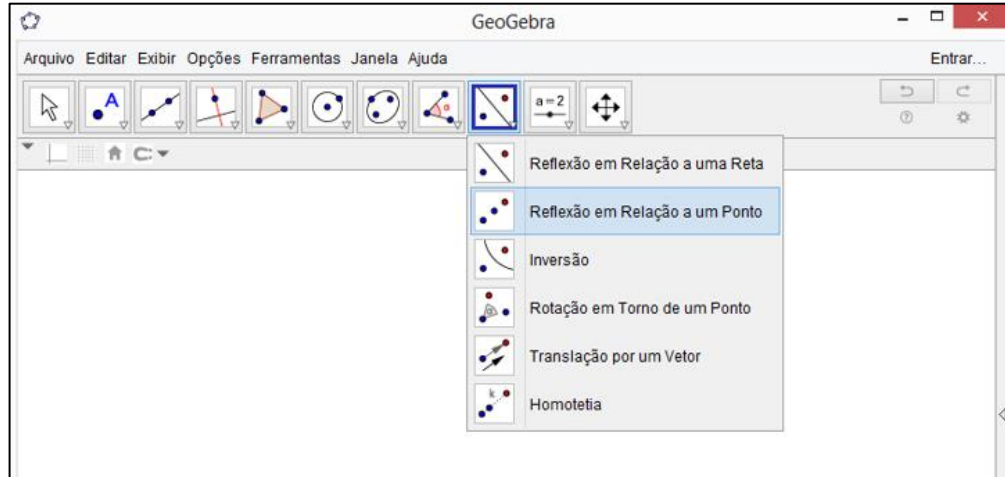 GeoGebra
Arquivo Editar Exibir Opções Ferramentas Janela Ajuda Entrar...
A
α
a=2
Reflexão em Relação a uma Reta
Reflexão em Relação a um Ponto
Inversão
Rotação em Torno de um Ponto
Translação por um Vetor
k
Homotetia